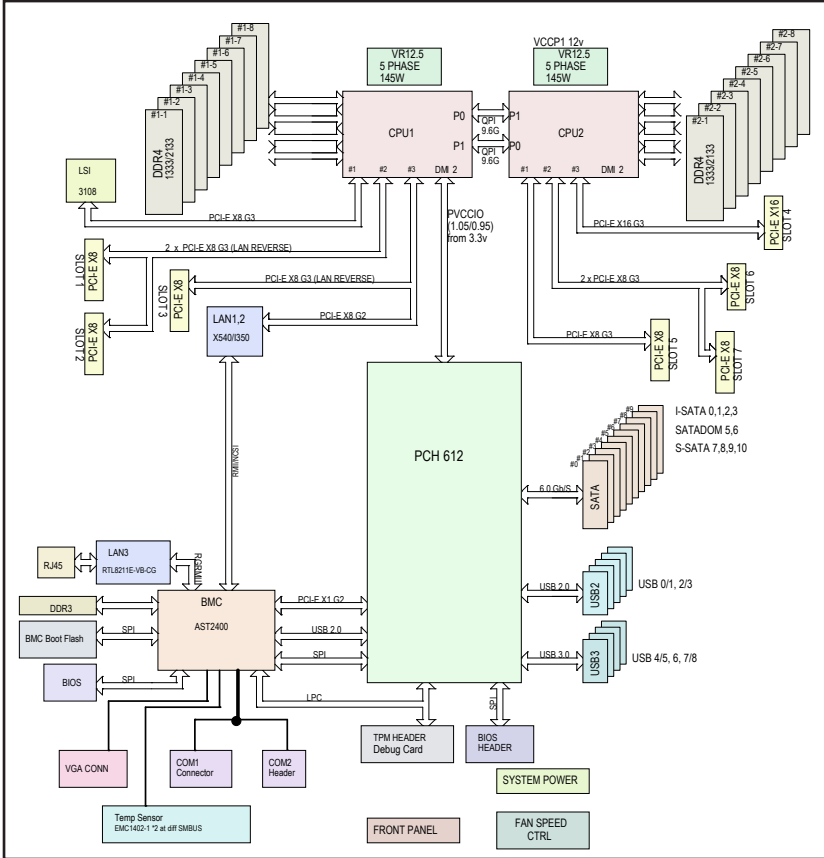 #1-8
#1-7
#1-6
#1-5
#1-4
#1-3
#1-2
#1-1
DDR4
1333/2133
VR12.5
5 PHASE
145W
VCCP1 12v
VR12.5
5 PHASE
145W
#2-8
#2-7
#2-6
#2-5
#2-4
#2-3
#2-2
#2-1
DDR4
1333/2133
CPU1
P0
P1
#1
#2
#3
DMI 2
QPI
9.6G
QPI
9.6G
P1
P0
CPU2
#1
#2
#3
DMI 2
LSI
3108
PCI-E X8 G3
PVCCIO
(1.05/0.95)
from 3.3v
PCI-E X16 G3
PCI-E X16
SLOT 4
2 x PCI-E X8 G3 (LAN REVERSE)
PCI-E X8
SLOT 1
PCI-E X8 G3 (LAN REVERSE)
PCI-E X8
SLOT 3
2 x PCI-E X8 G3
PCI-E X8
SLOT 6
PCI-E X8
SLOT 2
LAN1,2
X540/I350
PCI-E X8 G2
PCI-E X8 G3
PCI-E X8
SLOT 5
PCI-E X8
SLOT 7
RMII/NCSI
PCH 612
#9
#8
#7
#6
#5
#4
#3
#2
#1
#0
SATA
6.0 Gb/S
I-SATA 0,1,2,3
SATADOM 5,6
S-SATA 7,8,9,10
RJ45
LAN3
RTL8211E-VB-CG
RGRMII
USB 2.0
USB2
USB 0/1, 2/3
DDR3
BMC
AST2400
PCI-E X1 G2
BMC Boot Flash
SPI
USB 2.0
SPI
USB 3.0
USB3
USB 4/5, 6, 7/8
BIOS
SPI
LPC
SPI
VGA CONN
COM1
Connector
COM2
Header
TPM HEADER
Debug Card
BIOS
HEADER
SYSTEM POWER
Temp Sensor
EMC1402-1 *2 at diff SMBUS
FRONT PANEL
FAN SPEED
CTRL